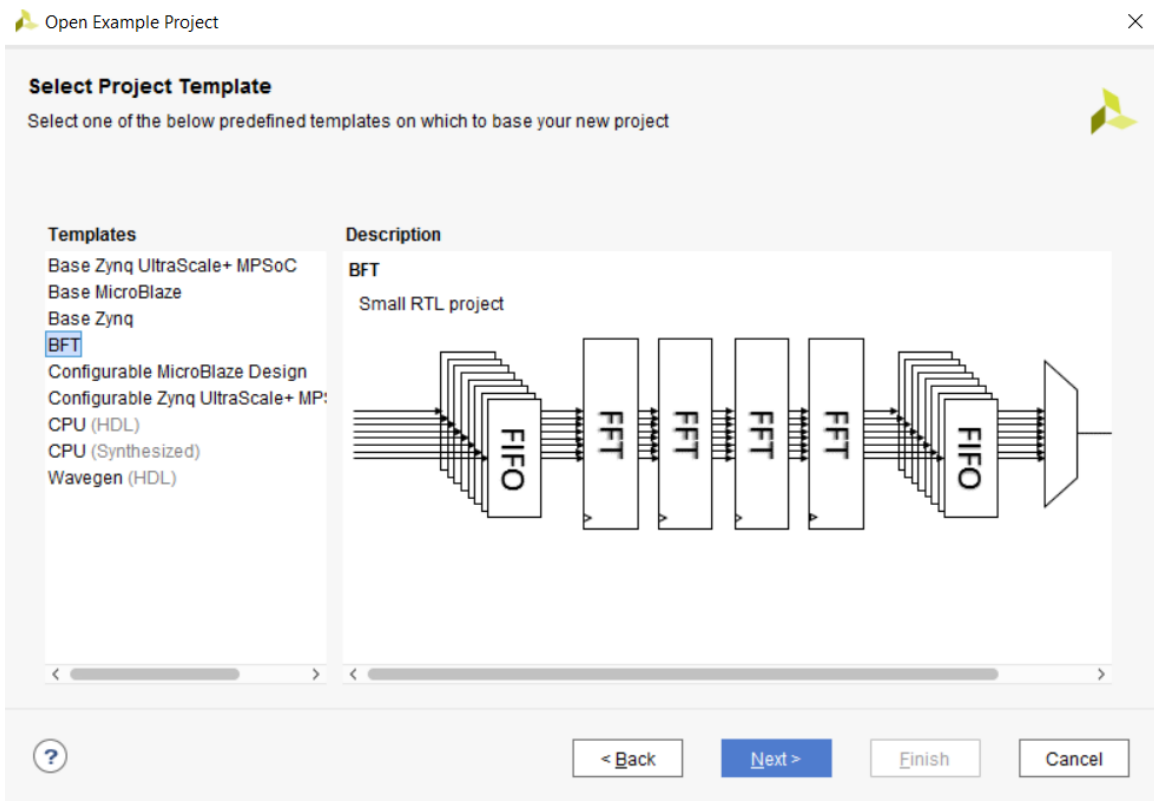 Open Example Project
Select Project Template
Select one of the below predefined templates on which to base your new project
Templates
Base Zynq UltraScale+ MPSoC
Base MicroBlaze
Base Zynq
BFT
Configurable MicroBlaze Design
Configurable Zynq UltraScale+ MP
CPU (HDL)
CPU (Synthesized)
Wavegen (HDL)
Description
BFT
Small RTL project
FIFO
FFT
FFT
FFT
FFT
FIFO
?
< Back
Next >
Finish
Cancel